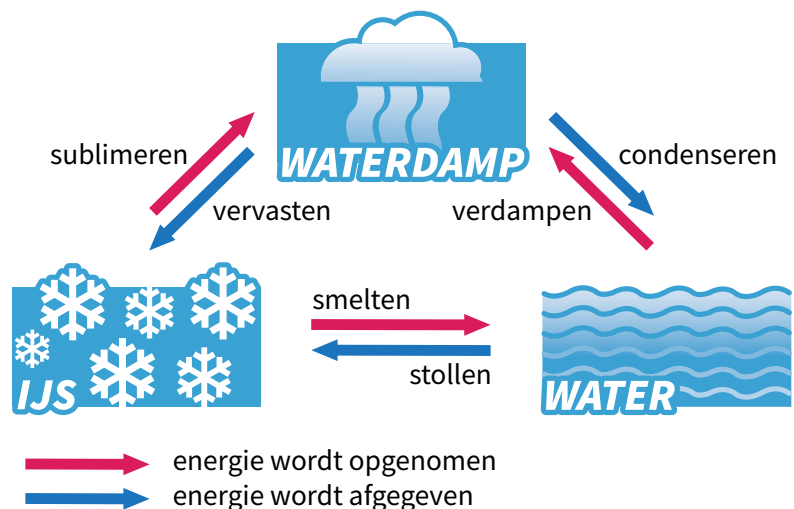 WATERDAMP
sublimeren
condenseren
vervasten
verdampen
smelten
stollen
IJS
WATER
energie wordt opgenomen
energie wordt afgegeven